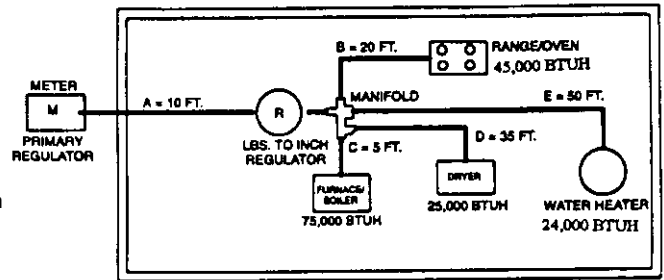 METER
M
PRIMARY
REGULATOR
A = 10 FT.
R
LBS. TO INCH
REGULATOR
B = 20 FT.
RANGE/OVEN
45,000 BTUH
MANIFOLD
E = 50 FT.
C = 5 FT.
D = 35 FT.
FURNACE/
BOILER
75,000 BTUH
DRYER
25,000 BTUH
WATER HEATER
24,000 BTUH